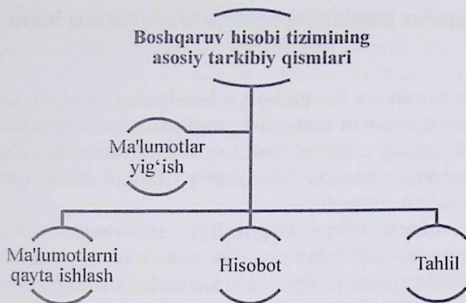 Boshqaruv hisobi tizimining
asosiy tarkibiy qismlari
Ma'lumotlar
yig‘ish
Ma'lumotlarni
qayta ishlash
Hisobot
Tahlil